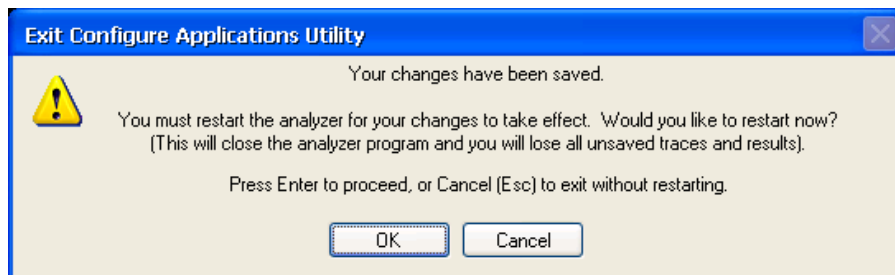 Exit Configure Applications Utility
Your changes have been saved.
You must restart the analyzer for your changes to take effect.  Would you like to restart now?
(This will close the analyzer program and you will lose all unsaved traces and results).
Press Enter to proceed, or Cancel (Esc) to exit without restarting.
OK
Cancel